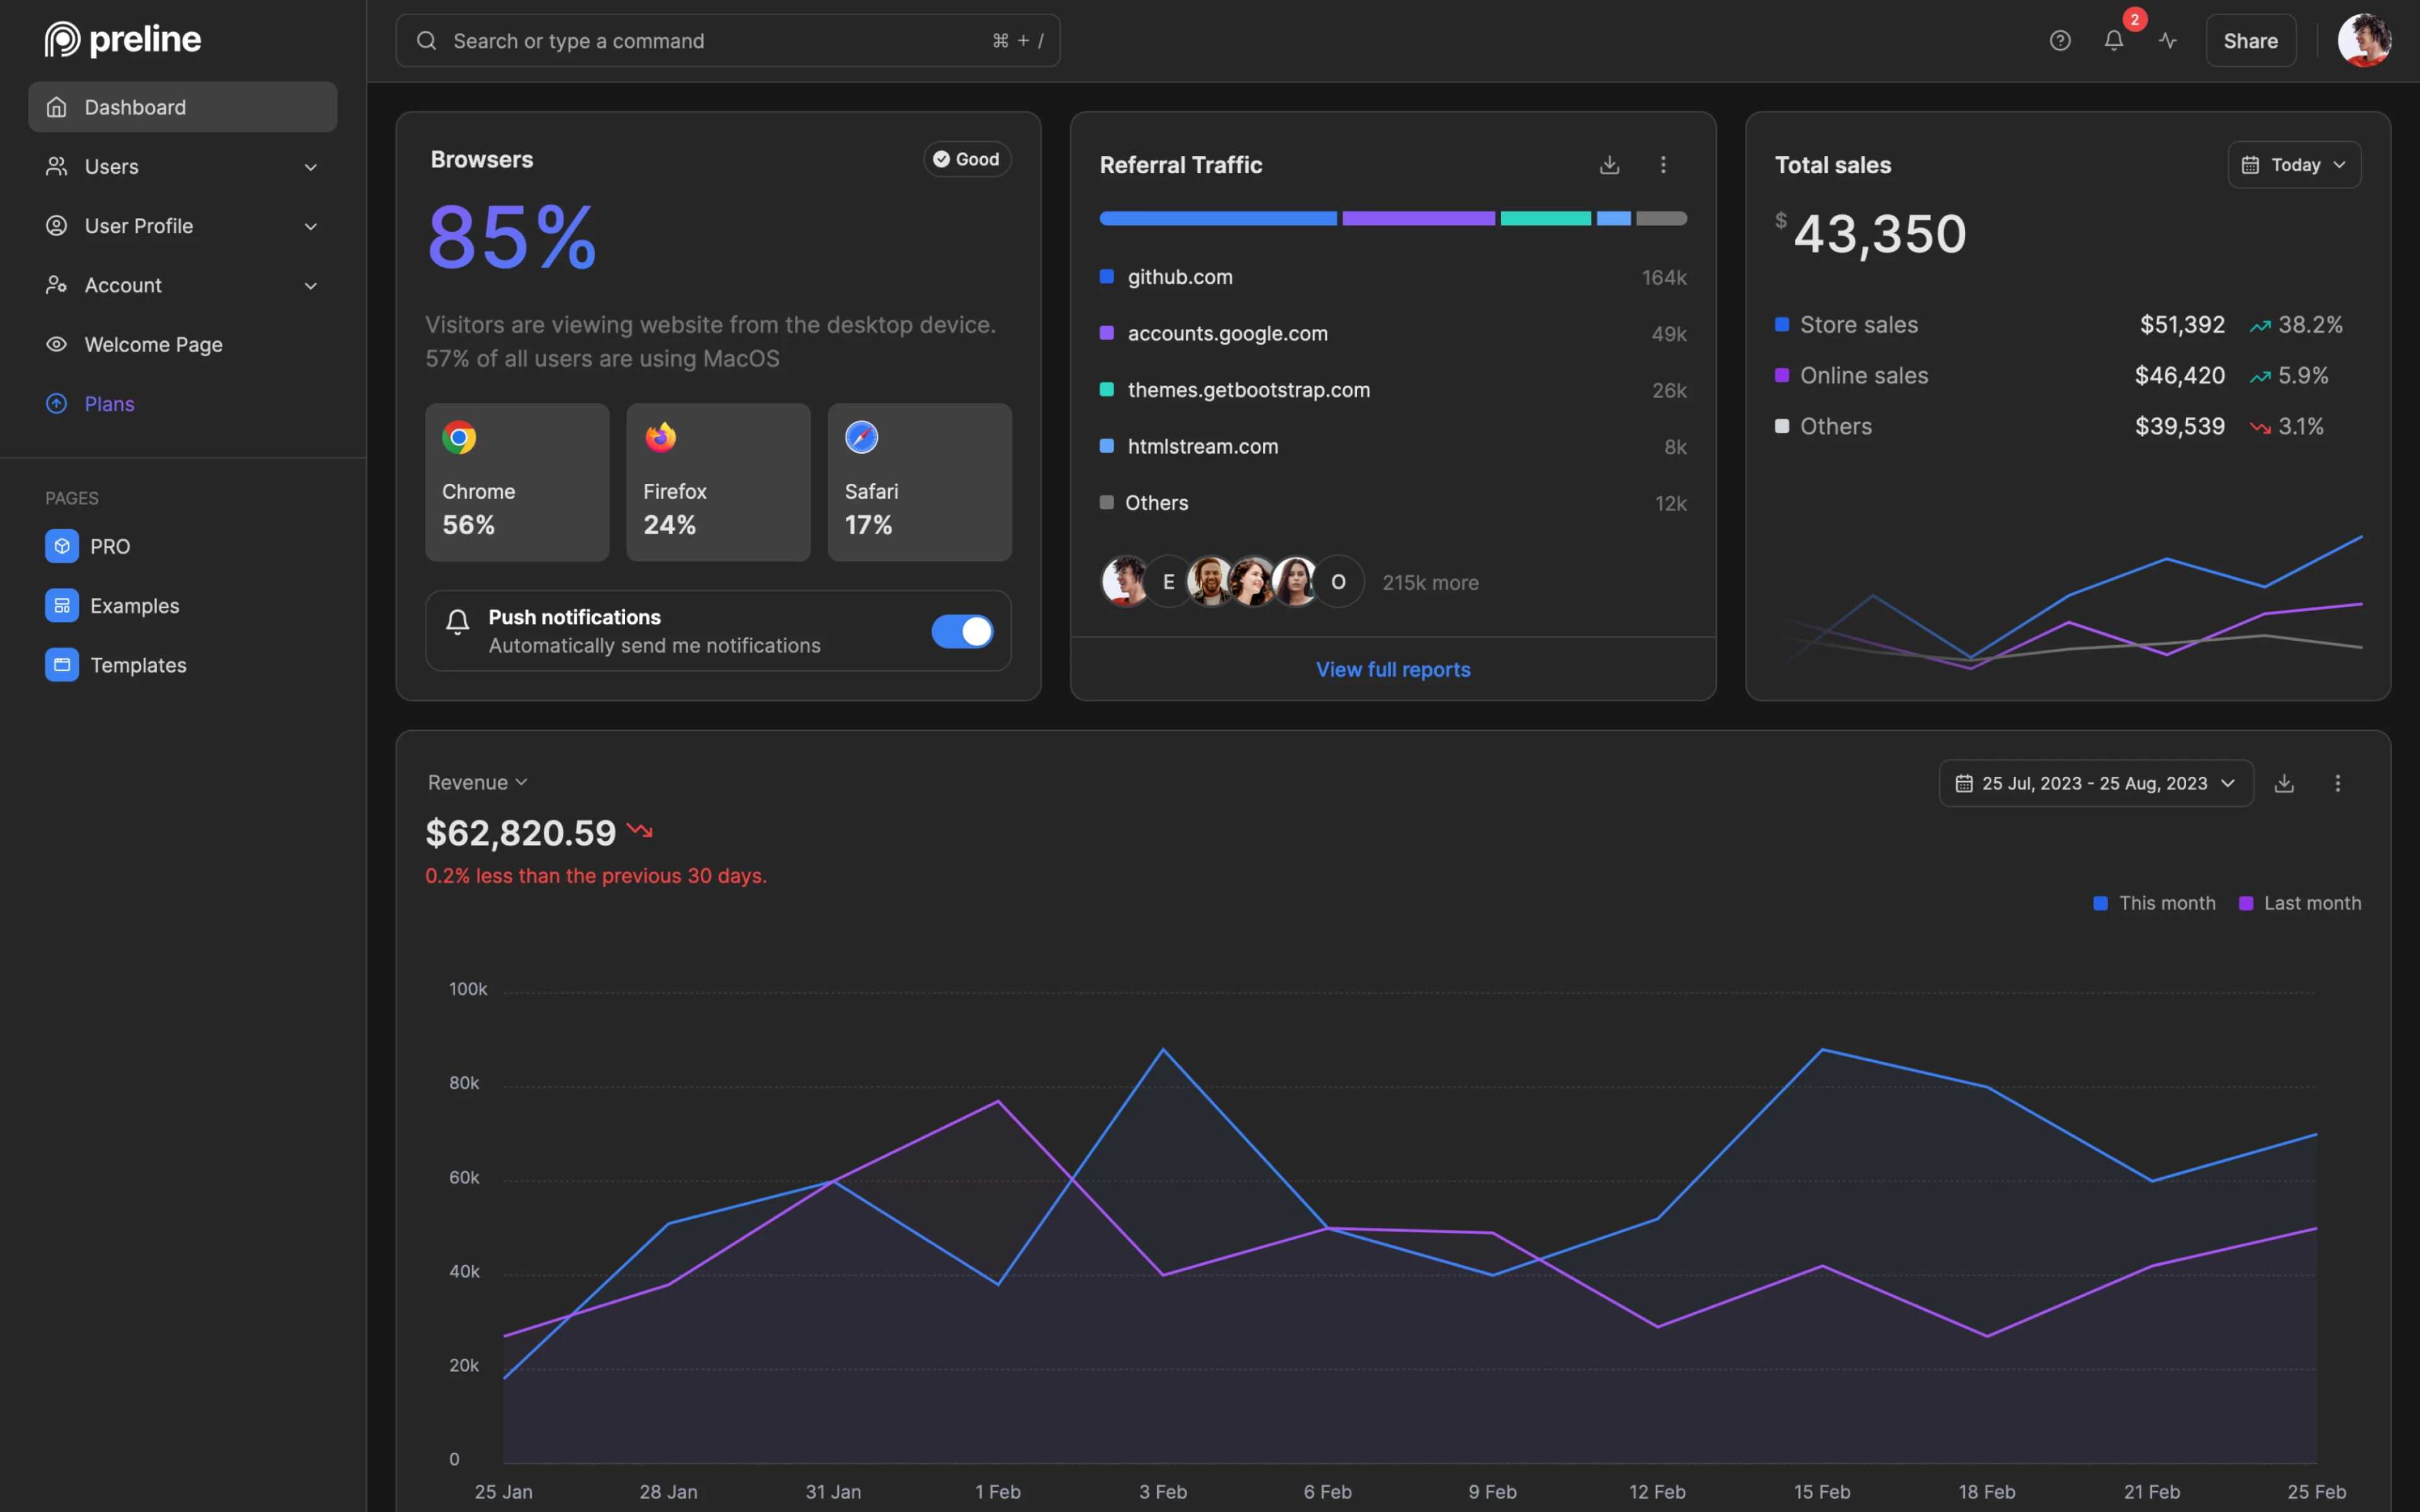 preline
Search or type a command
⌘ + /
2
Share
Dashboard
Users
User Profile
Account
Welcome Page
Plans
PAGES
PRO
Examples
Templates
Browsers
Good
85%
Visitors are viewing website from the desktop device.
57% of all users are using MacOS
Chrome
56%
Firefox
24%
Safari
17%
Push notifications
Automatically send me notifications
Referral Traffic
github.com 164k
accounts.google.com 49k
themes.getbootstrap.com 26k
htmlstream.com 8k
Others 12k
E
O
215k more
View full reports
Total sales
Today
$ 43,350
Store sales $51,392 38.2%
Online sales $46,420 5.9%
Others $39,539 3.1%
Revenue
25 Jul, 2023 - 25 Aug, 2023
$62,820.59
0.2% less than the previous 30 days.
This month Last month
100k
80k
60k
40k
20k
0
25 Jan 28 Jan 31 Jan 1 Feb 3 Feb 6 Feb 9 Feb 12 Feb 15 Feb 18 Feb 21 Feb 25 Feb